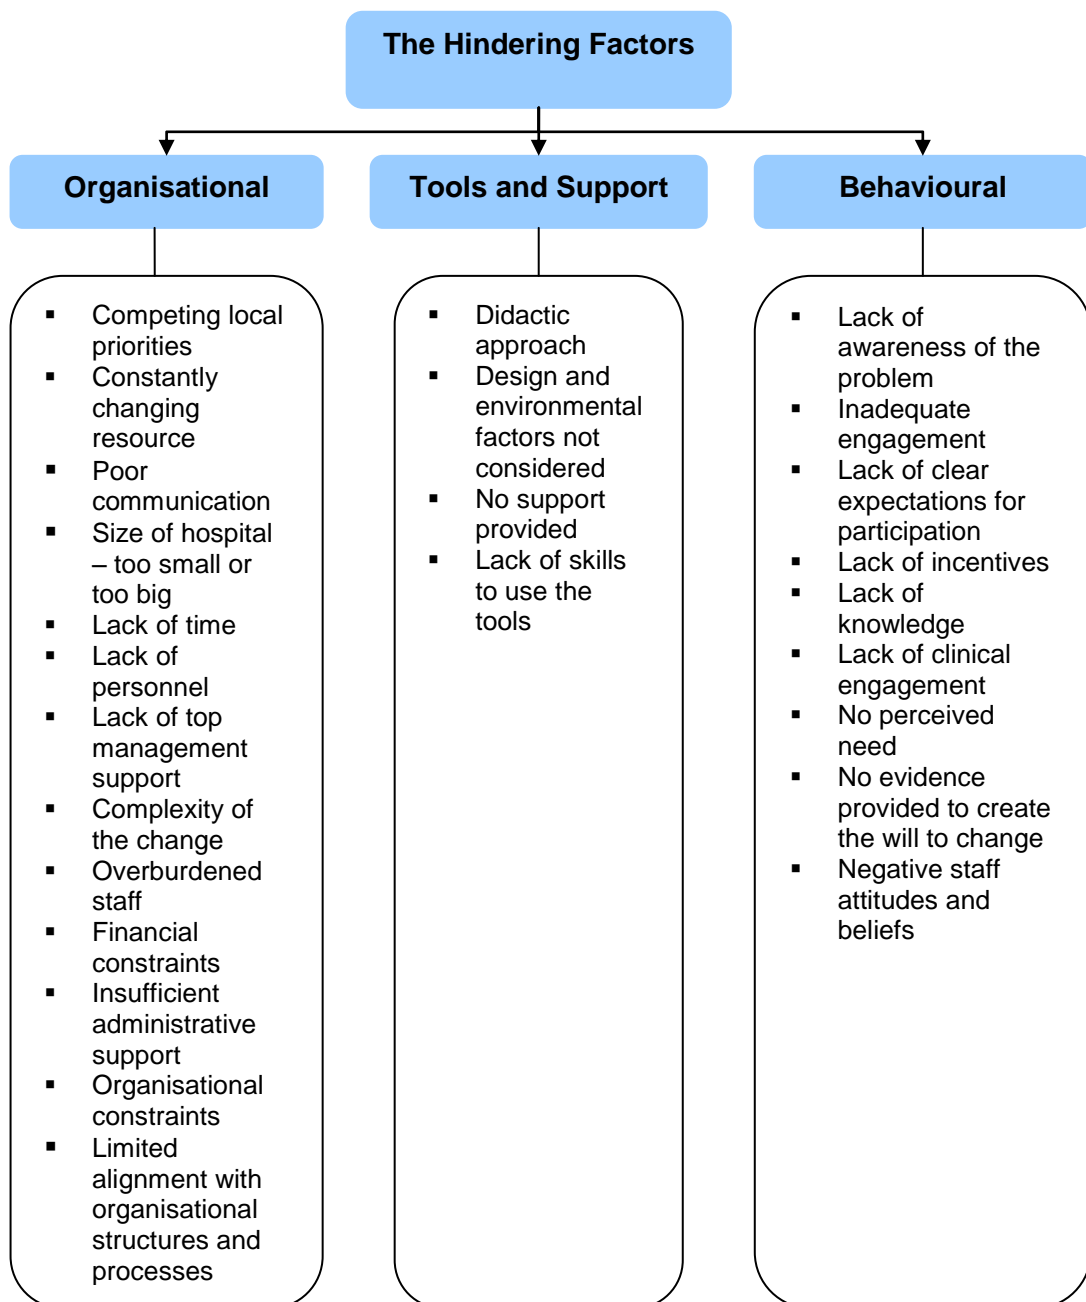 The Hindering Factors
Organisational
Tools and Support
Behavioural
▪ Competing local
priorities
▪ Constantly
changing
resource
▪ Poor
communication
▪ Size of hospital
– too small or
too big
▪ Lack of time
▪ Lack of
personnel
▪ Lack of top
management
support
▪ Complexity of
the change
▪ Overburdened
staff
▪ Financial
constraints
▪ Insufficient
administrative
support
▪ Organisational
constraints
▪ Limited
alignment with
organisational
structures and
processes
▪ Didactic
approach
▪ Design and
environmental
factors not
considered
▪ No support
provided
▪ Lack of skills
to use the
tools
▪ Lack of
awareness of the
problem
▪ Inadequate
engagement
▪ Lack of clear
expectations for
participation
▪ Lack of incentives
▪ Lack of
knowledge
▪ Lack of clinical
engagement
▪ No perceived
need
▪ No evidence
provided to create
the will to change
▪ Negative staff
attitudes and
beliefs